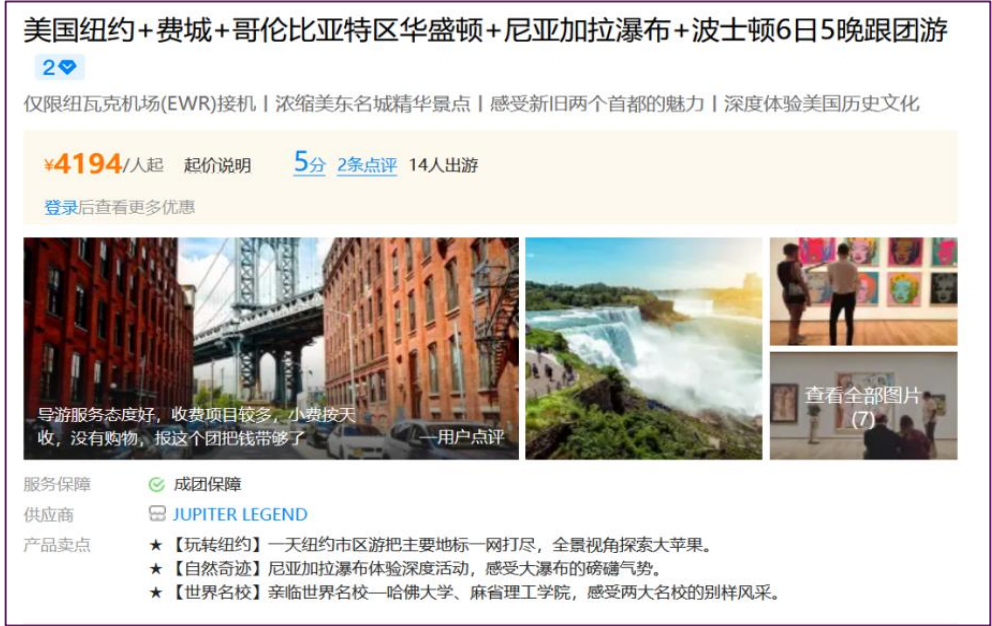 美国纽约+费城+哥伦比亚特区华盛顿+尼亚加拉瀑布+波士顿6日5晚跟团游
2
仅限纽瓦克机场(EWR)接机丨浓缩美东名城精华景点丨感受新旧两个首都的魅力丨深度体验美国历史文化
¥4194/人起 起价说明 5分 2条点评 14人出游
登录后查看更多优惠
导游服务态度好，收费项目较多，小费按天
收，没有购物，报这个团把钱带够了 —用户点评
查看全部图片
(7)
服务保障 成团保障
供应商 JUPITER LEGEND
产品卖点 ★【玩转纽约】一天纽约市区游把主要地标一网打尽，全景视角探索大苹果。
★【自然奇迹】尼亚加拉瀑布体验深度活动，感受大瀑布的磅礴气势。
★【世界名校】亲临世界名校—哈佛大学、麻省理工学院，感受两大名校的别样风采。